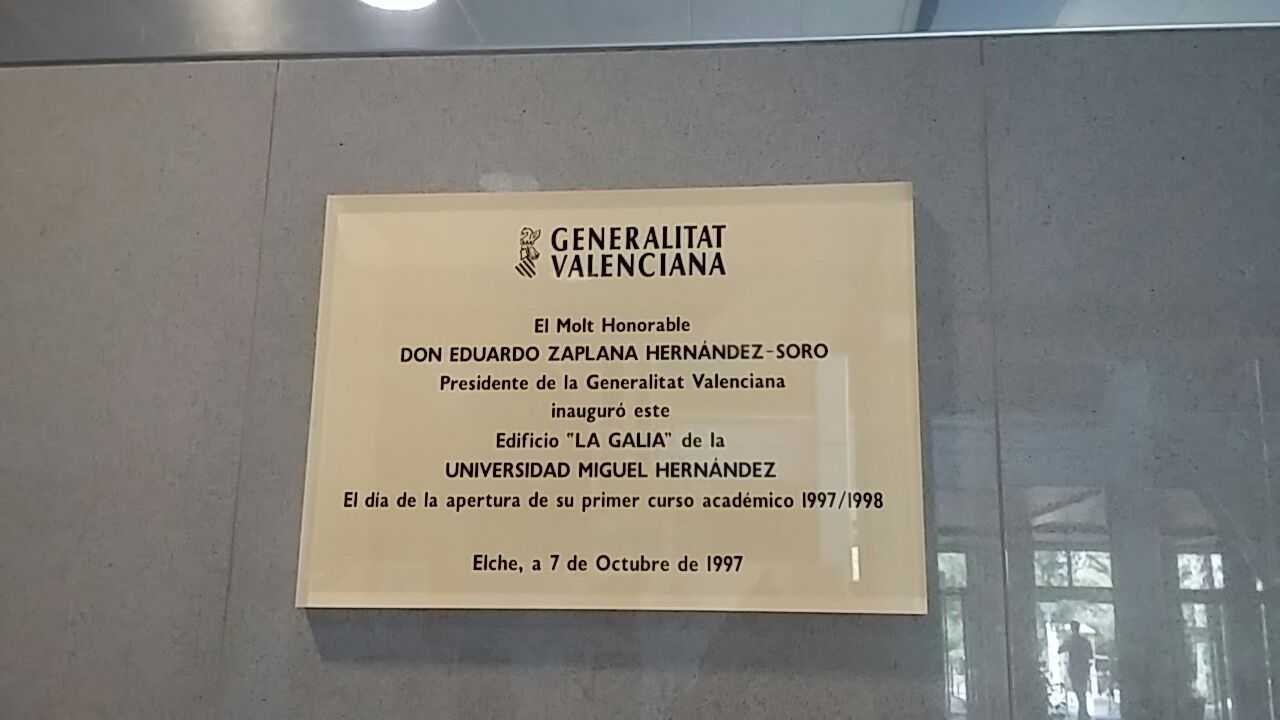 GENERALITAT
VALENCIANA
El Molt Honorable
DON EDUARDO ZAPLANA HERNÁNDEZ-SORO
Presidente de la Generalitat Valenciana
inauguró este
Edificio "LA GALIA" de la
UNIVERSIDAD MIGUEL HERNÁNDEZ
El día de la apertura de su primer curso académico 1997/1998
Elche, a 7 de Octubre de 1997